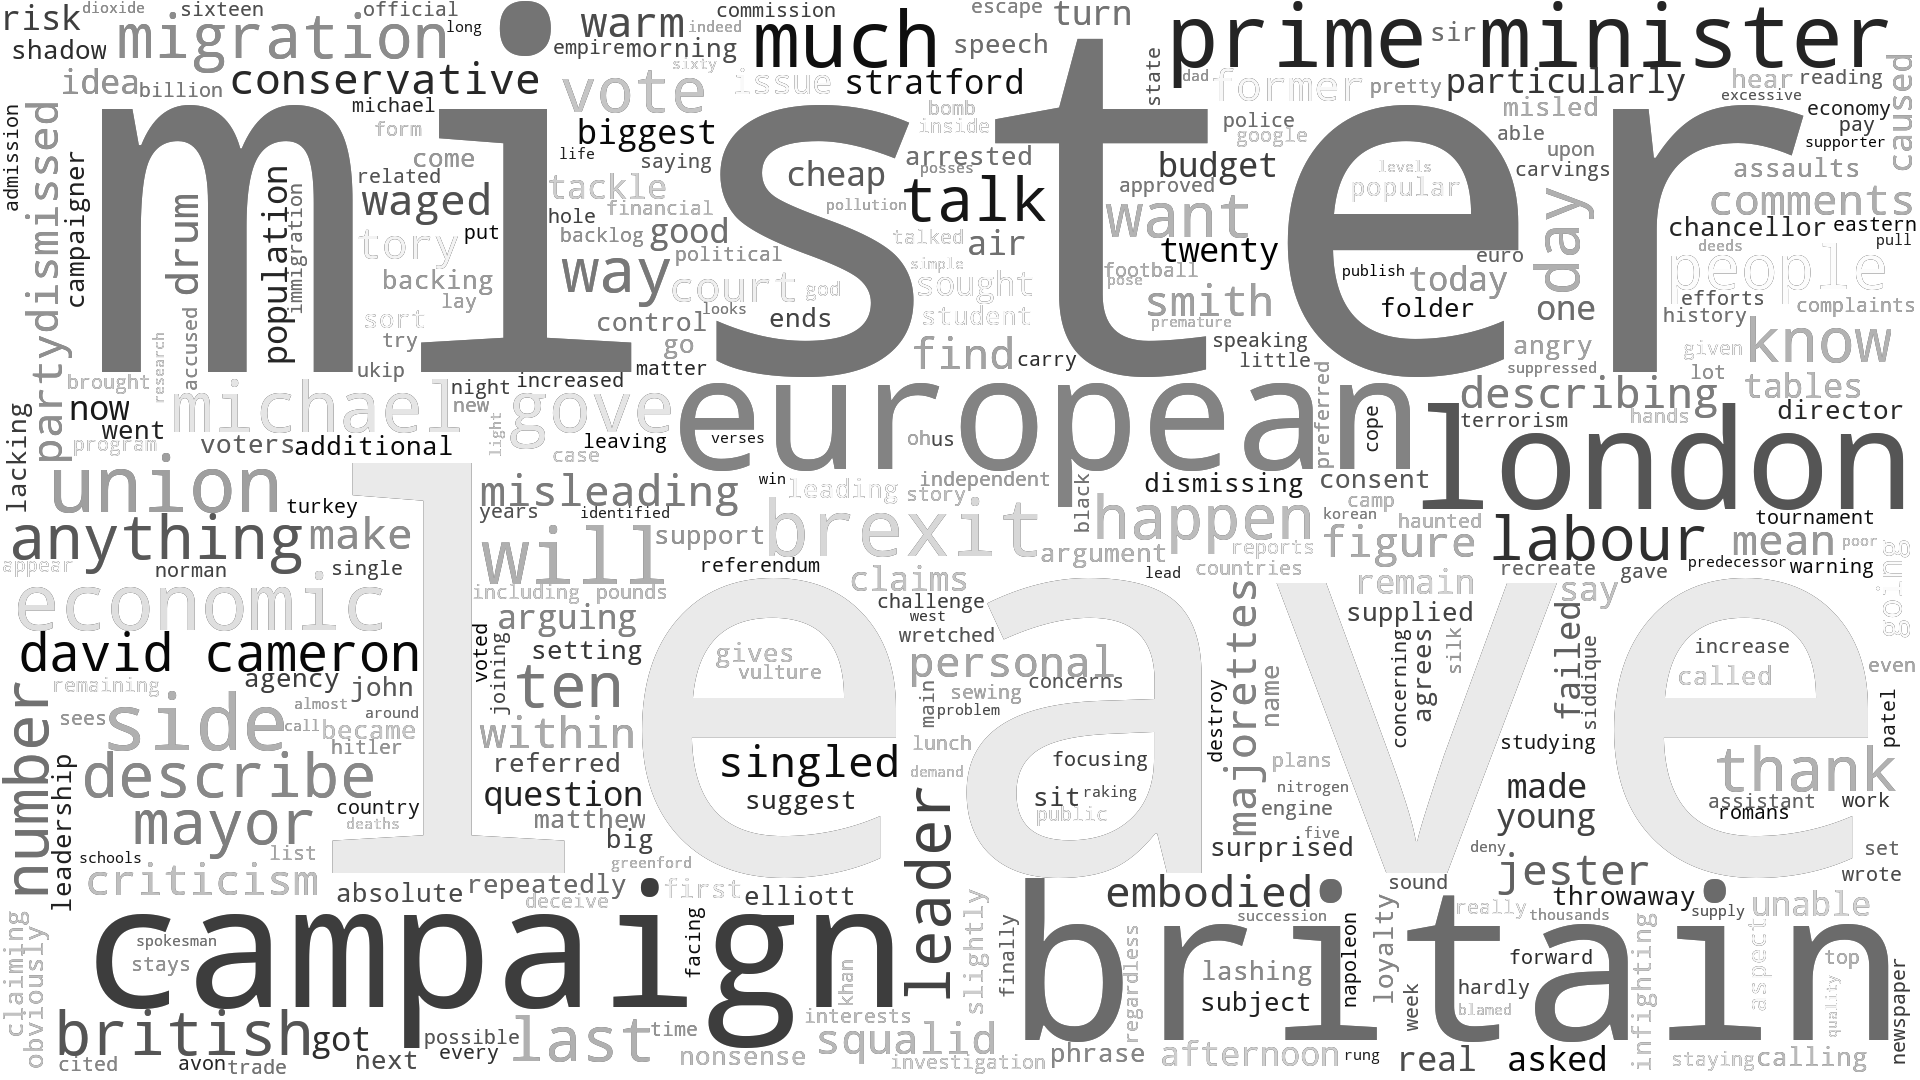 risk dioxide sixteen official long warm commission indeed escape turn prime minister
shadow migration empire morning much speech sir
idea billion conservative sixty vote issue stratford state dad former pretty particularly hear reading caused
admission michael form biggest bomb inside police google misled excessive economy pay
partydismissed campaigner come life saying cheap arrested posses budget levels popular able upon supporter
mister
related waged tackle talk approved carvings assaults
drum population immigration put hole financial pollution want day comments
tory backlog good political talked air twenty chancellor eastern pull
backing way simple football euro deeds people
lay court god sought pose publish today
accused sort control looks ends student smith premature folder one efforts complaints history
try go find carry speaking little angry given know
research ukip matter suppressed lot
brought night increased preferred describing tables
now michael new gove european hands director
lacking went light leaving verses oh us cope terrorism london
program voters additional case
union misleading win leading independent dismissing consent
turkey years identified story black camp
anything make will support brexit happen korean haunted tournament
appear norman single referendum argument reports figure labour mean poor going
economic including pounds claims lead countries remain recreate gave predecessor warning
leave
arguing challenge west supplied say
david cameron voted setting wretched majorettes concerning agrees silk failed siddique increase
agency john joining ten gives vulture personal concerns called even
remaining almost sewing name
number sees side call around became main problem destroy patel
hitler within lunch studying
leadership describe referred singled demand focusing plans thank
country question suggest sit raking nitrogen made assistant work
mayor deaths matthew public engine young romans
schools list big five surprised deny set
criticism greenford leader jester wrote
absolute repeatedly first elliott embodied sound throwaway
deceive succession really thousands supply unable
claiming obviously campaign facing slightly finally britain
spokesman regardless napoleon loyalty forward infighting aspect top
stays khan lashing hardly quality newspaper
subject week blamed
british got possible last time interests squalid
cited avon trade next every nonsense investigation phrase afternoon rung real asked staying calling